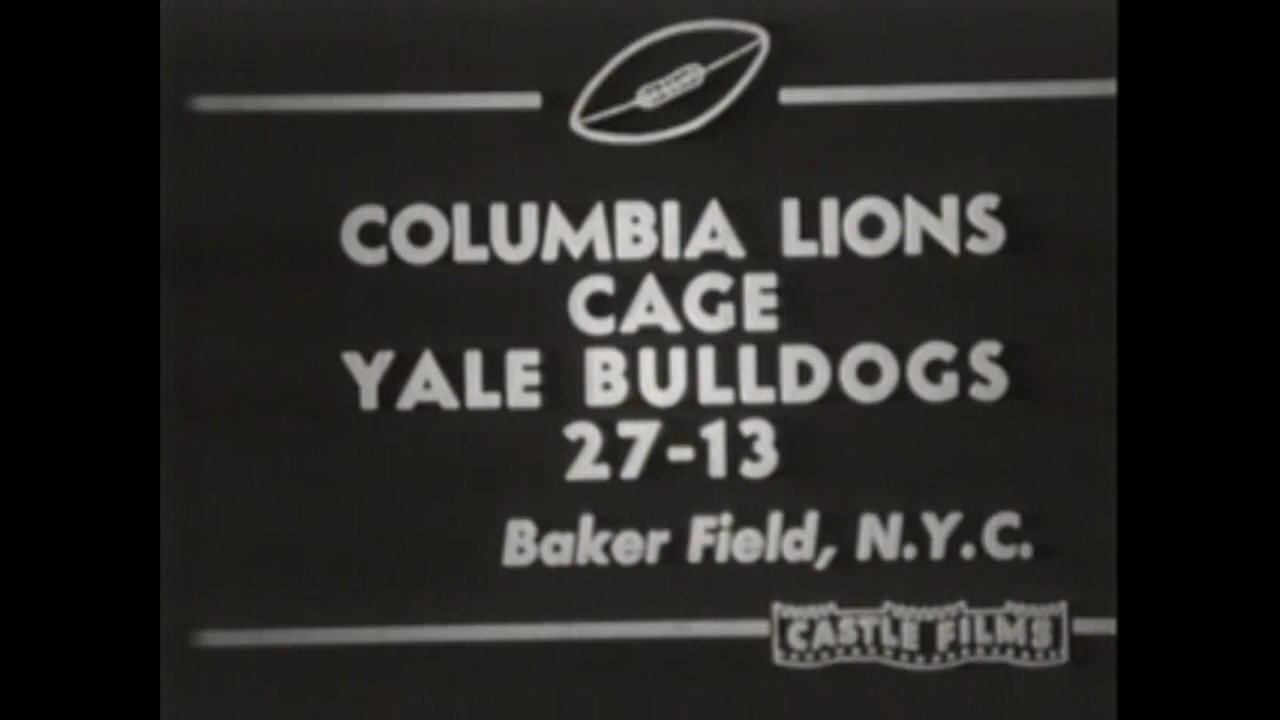 COLUMBIA LIONS
CAGE
YALE BULLDOGS
27-13
Baker Field, N.Y.C.
CASTLE FILMS